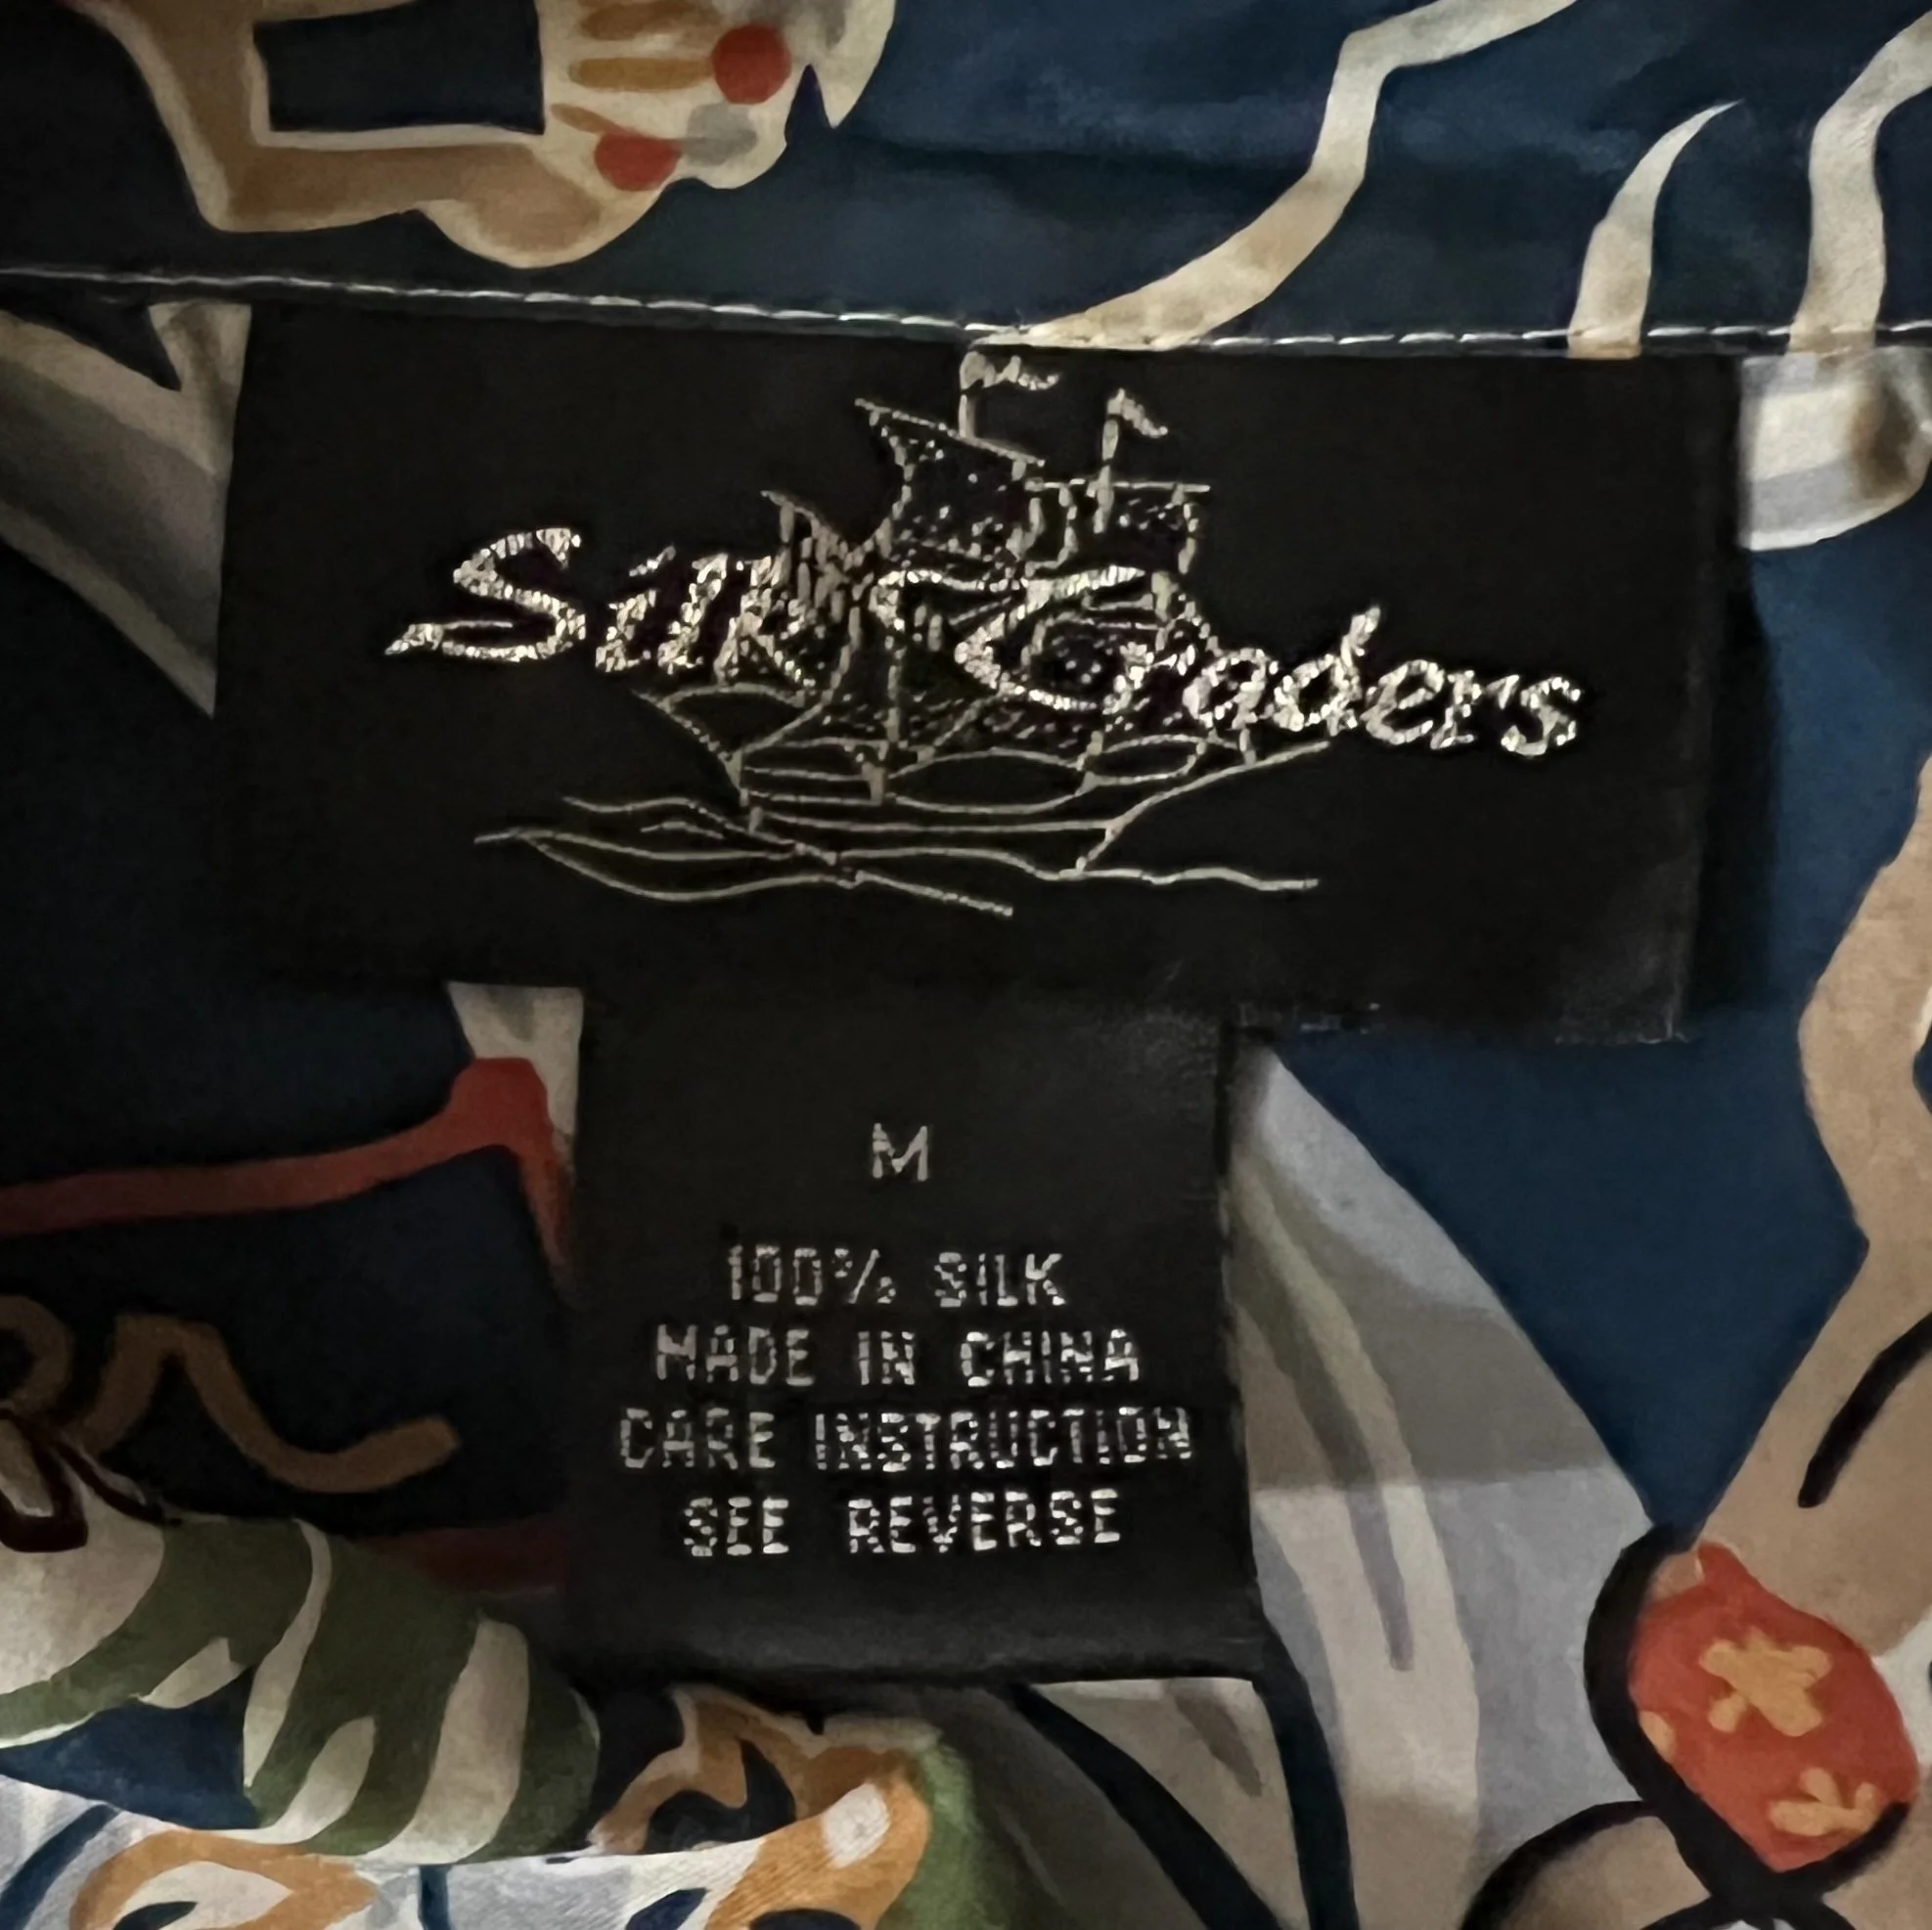 Silk Traders
M
100% SILK
MADE IN CHINA
CARE INSTRUCTION
SEE REVERSE